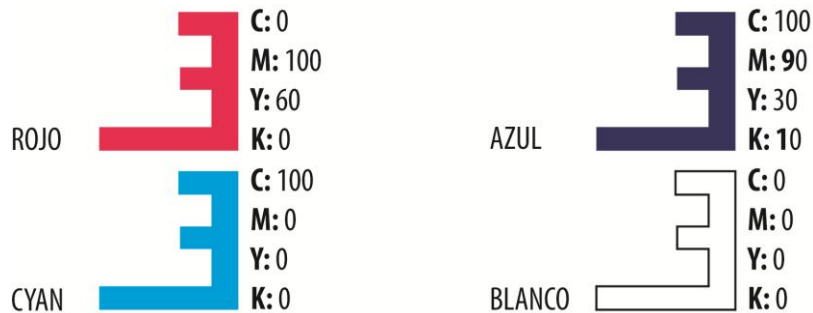 C: 0
M: 100
Y: 60
ROJO K: 0
C: 100
M: 90
Y: 30
AZUL K: 10
C: 100
M: 0
Y: 0
CYAN K: 0
C: 0
M: 0
Y: 0
BLANCO K: 0